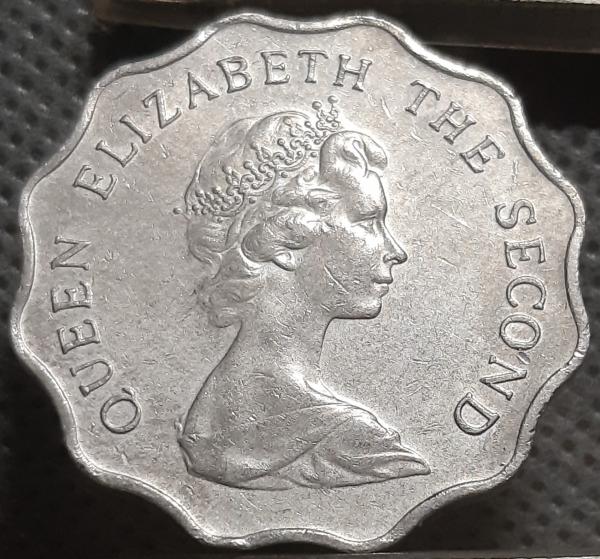 QUEEN ELIZABETH THE SECOND